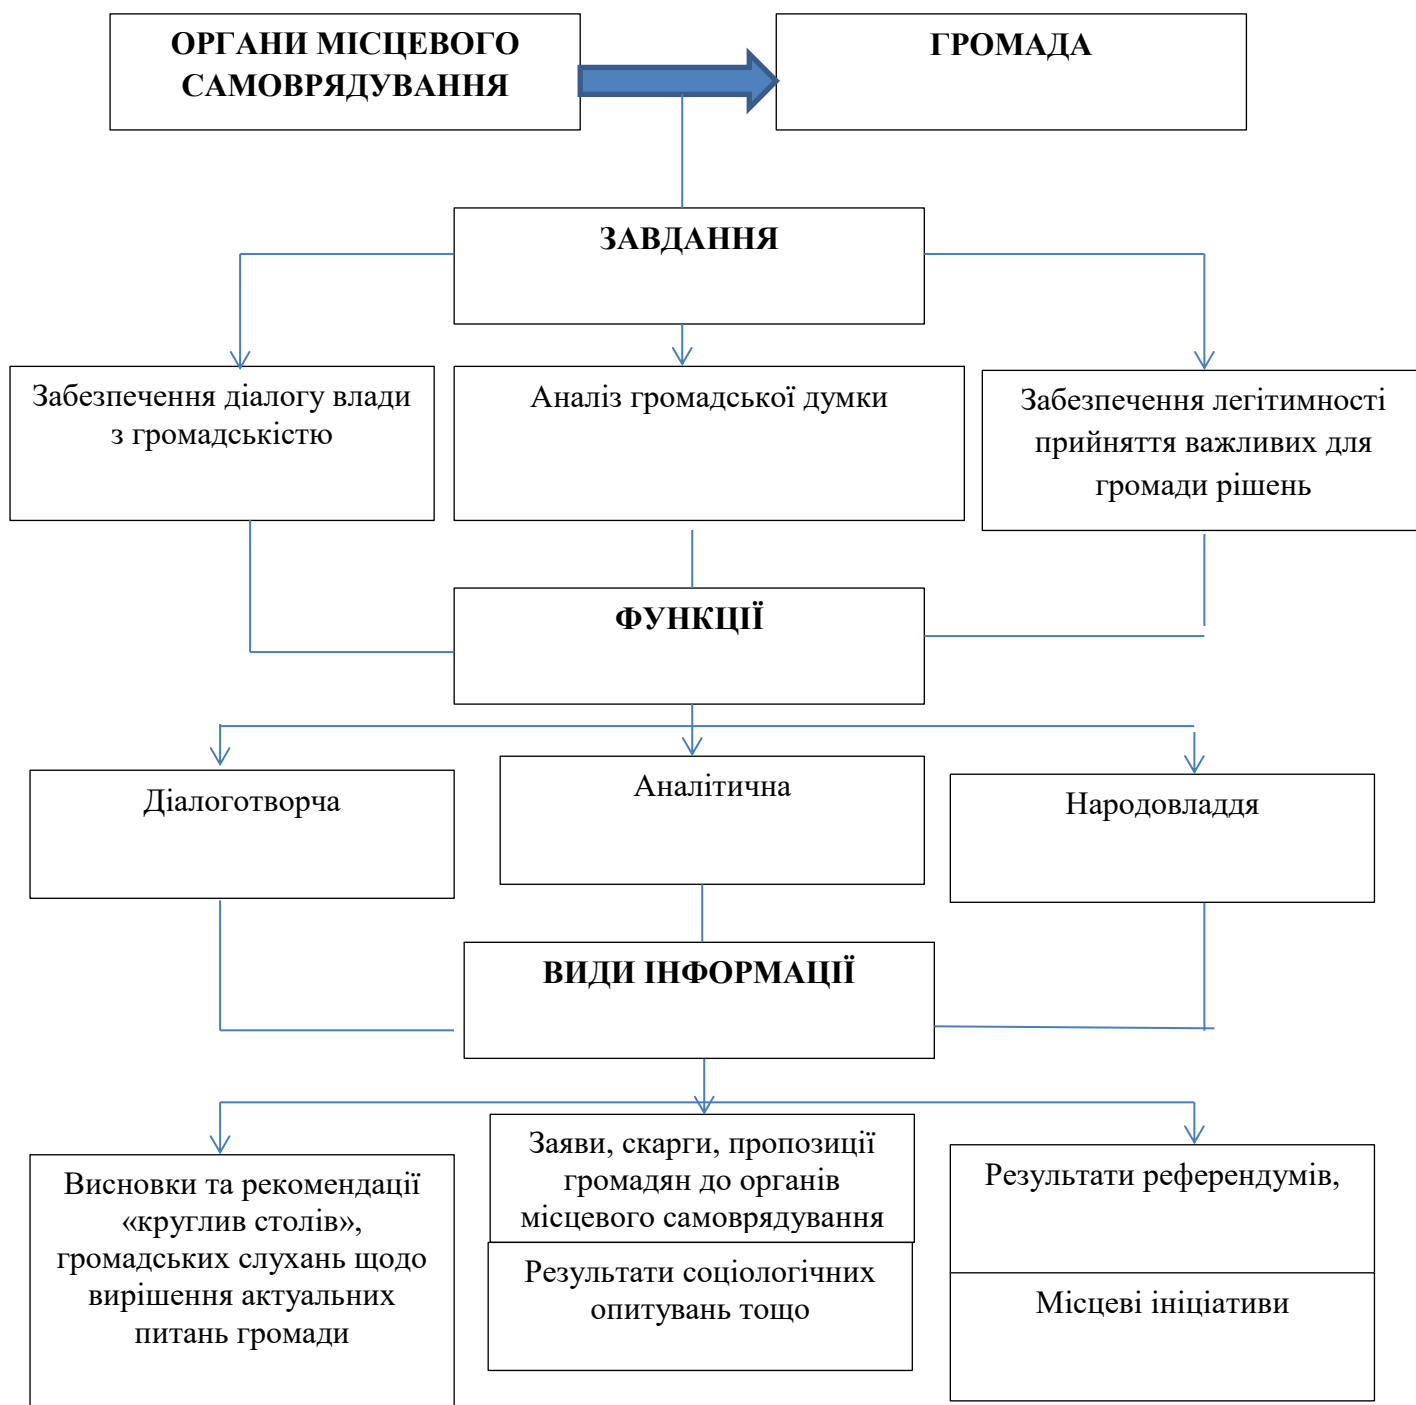 ОРГАНИ МІСЦЕВОГО
САМОВРЯДУВАННЯ
ГРОМАДА
ЗАВДАННЯ
Забезпечення діалогу влади
з громадськістю
Аналіз громадської думки
Забезпечення легітимності
прийняття важливих для
громади рішень
ФУНКЦІЇ
Діалоготворча
Аналітична
Народовладдя
ВИДИ ІНФОРМАЦІЇ
Висновки та рекомендації
«круглив столів»,
громадських слухань щодо
вирішення актуальних
питань громади
Заяви, скарги, пропозиції
громадян до органів
місцевого самоврядування
Результати соціологічних
опитувань тощо
Результати референдумів,
Місцеві ініціативи